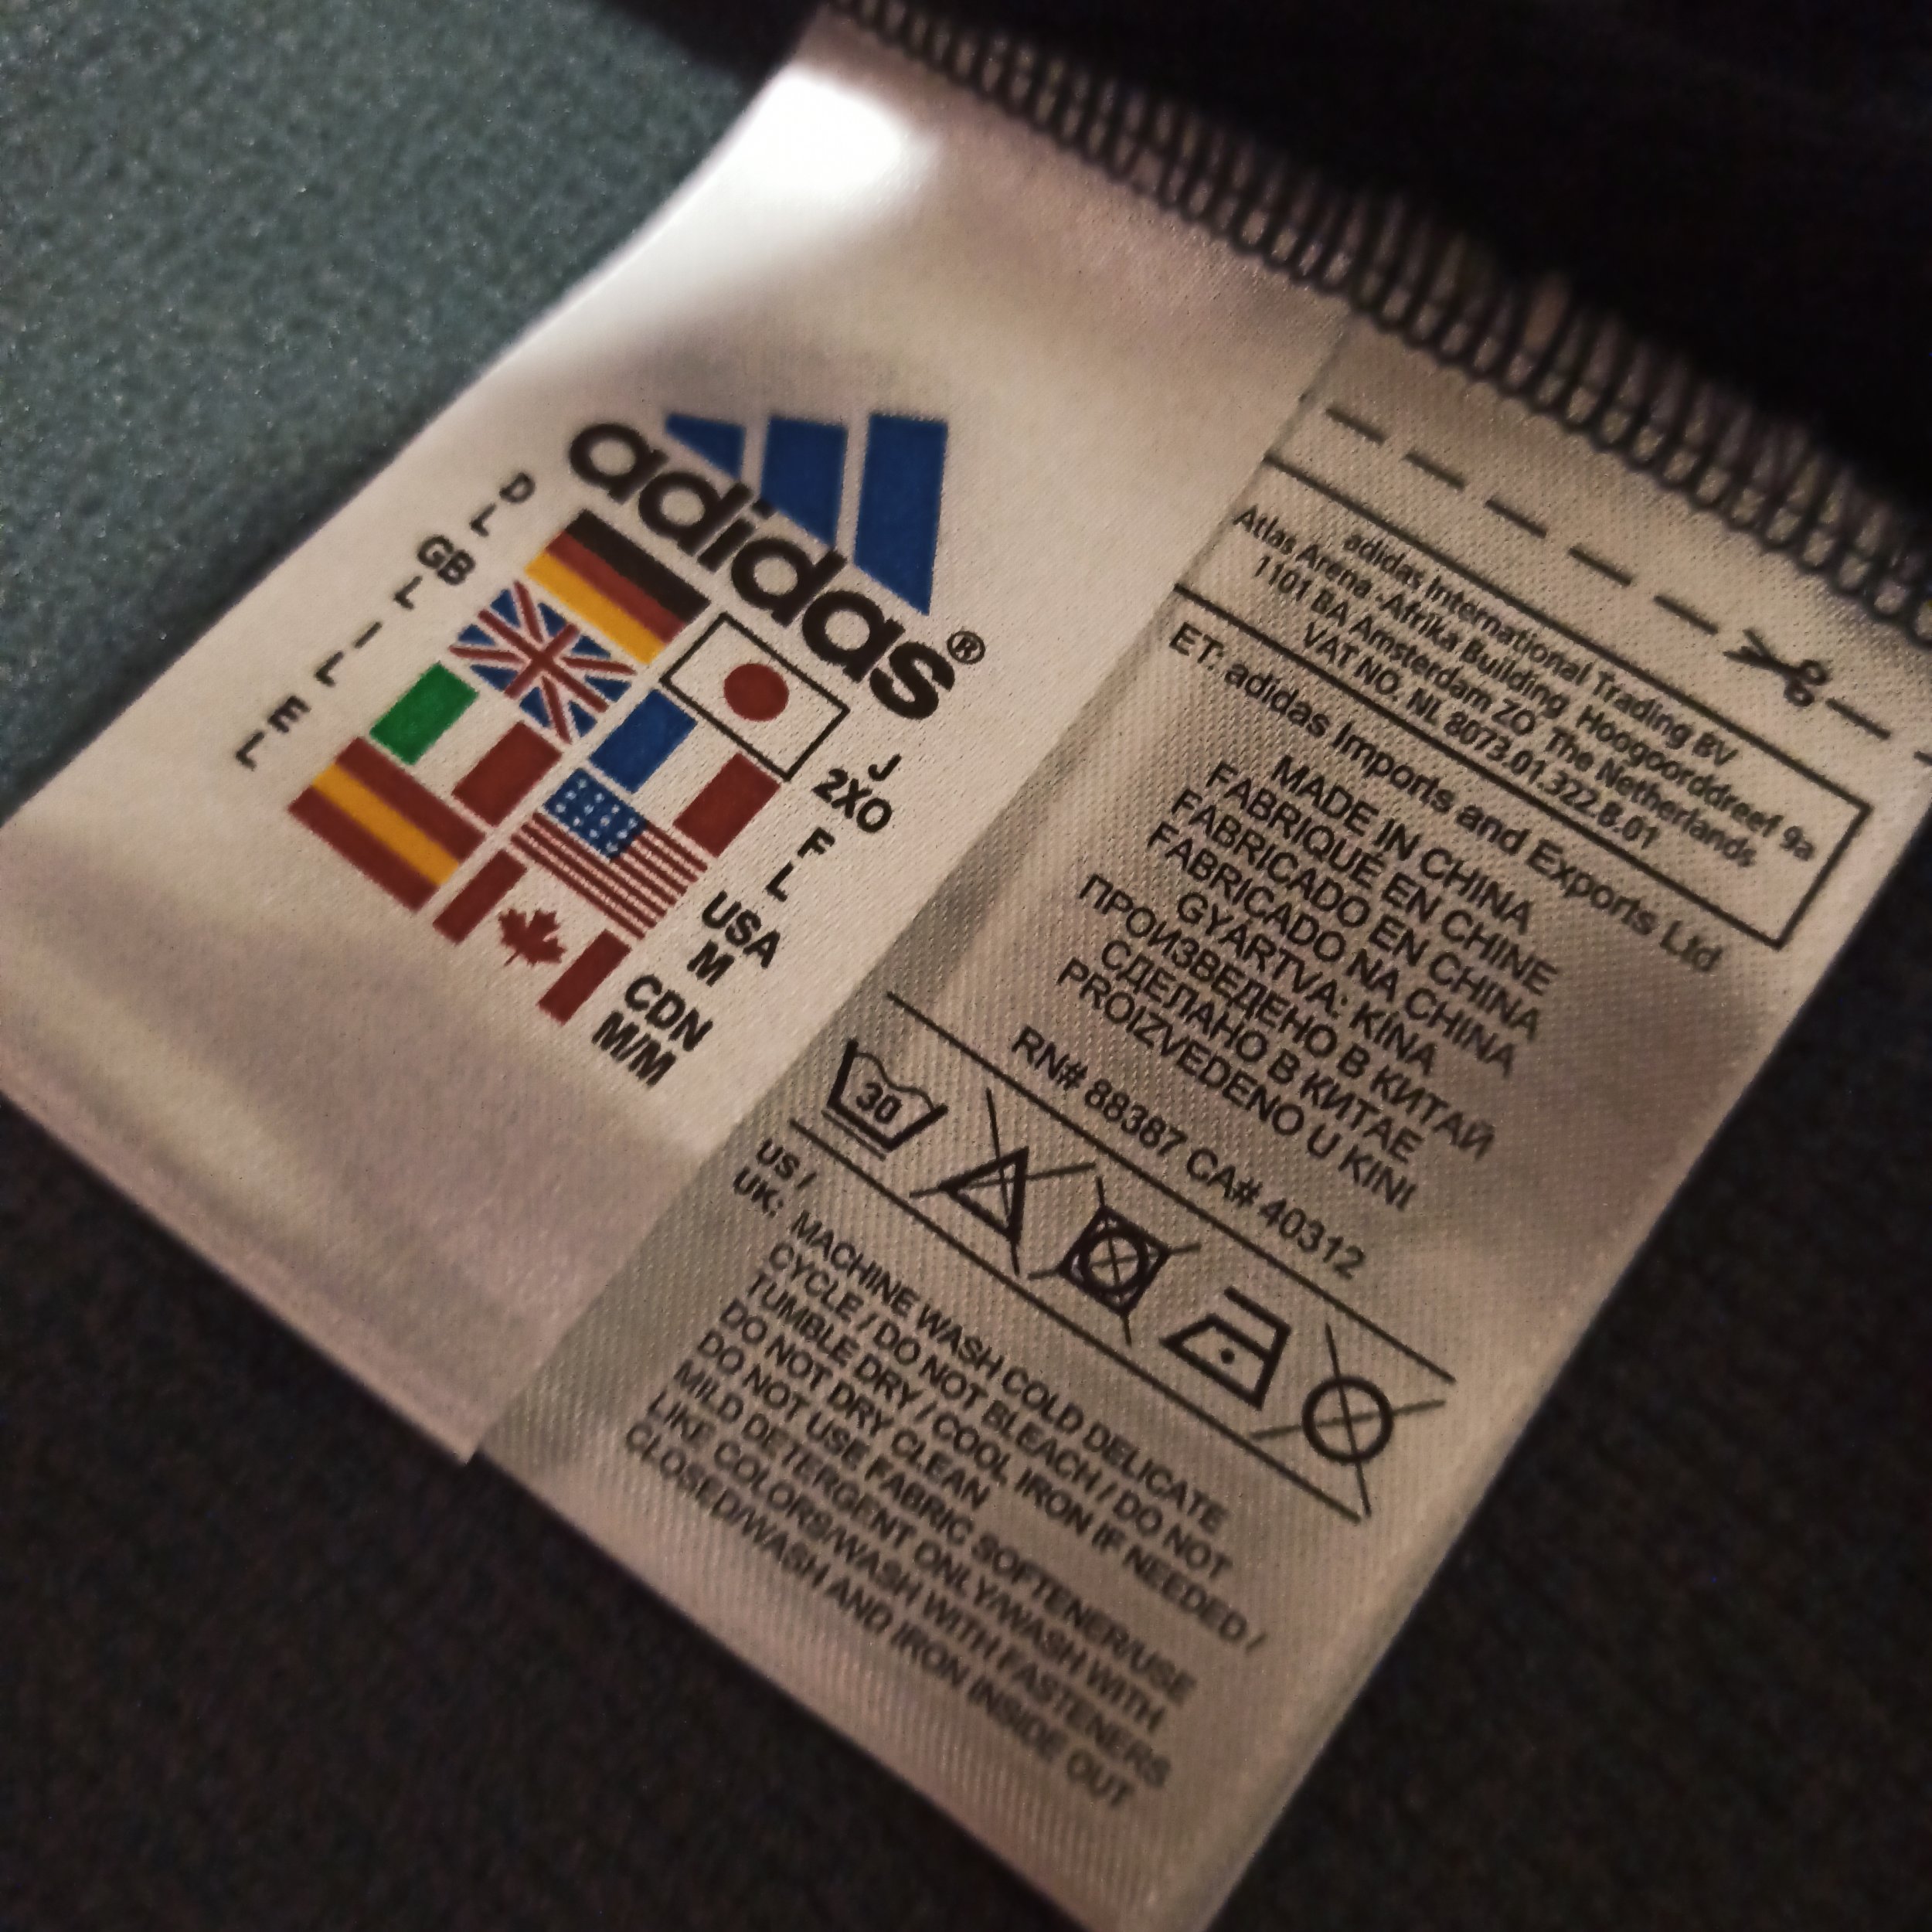 adidas®
D
L
GB
L
I
L
E
L
J
2XO
F
L
USA
M
CDN
M/M
adidas International Trading BV
Atlas Arena -Afrika Building, Hoogoorddreef 9a
1101 BA Amsterdam ZO The Netherlands
VAT NO. NL 8073.01.322.B.01
ET: adidas Imports and Exports Ltd
MADE IN CHINA
FABRIQUÉ EN CHINE
FABRICADO EN CHINA
FABRICADO NA CHINA
GYARTVA: KINA
ПРОИЗВЕДЕНО В КИТАЙ
СДЕЛАНО В КИТАЕ
PROIZVEDENO U KINI
RN# 88387 CA# 40312
30
US /
UK: MACHINE WASH COLD DELICATE
CYCLE / DO NOT BLEACH / DO NOT
TUMBLE DRY / COOL IRON IF NEEDED /
DO NOT DRY CLEAN
DO NOT USE FABRIC SOFTENER/USE
MILD DETERGENT ONLY/WASH WITH
LIKE COLORS/WASH WITH FASTENERS
CLOSED/WASH AND IRON INSIDE OUT